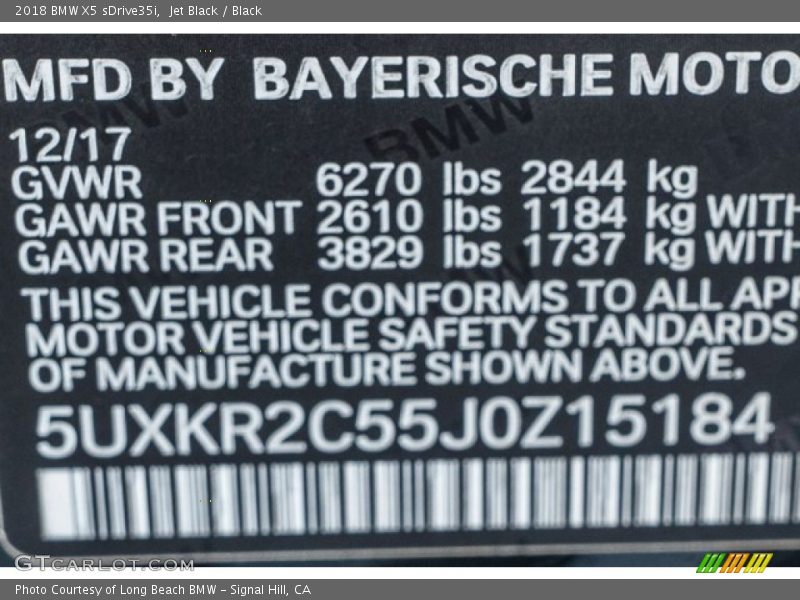 2018 BMW X5 sDrive35i,  Jet Black / Black
MFD BY BAYERISCHE MOTO
12/17
GVWR 6270 lbs 2844 kg
GAWR FRONT 2610 lbs 1184 kg WITH
GAWR REAR 3829 lbs 1737 kg WITH
THIS VEHICLE CONFORMS TO ALL APP
MOTOR VEHICLE SAFETY STANDARDS
OF MANUFACTURE SHOWN ABOVE.
5UXKR2C55J0Z15184
GTCARLOT.COM
Photo Courtesy of Long Beach BMW - Signal Hill, CA